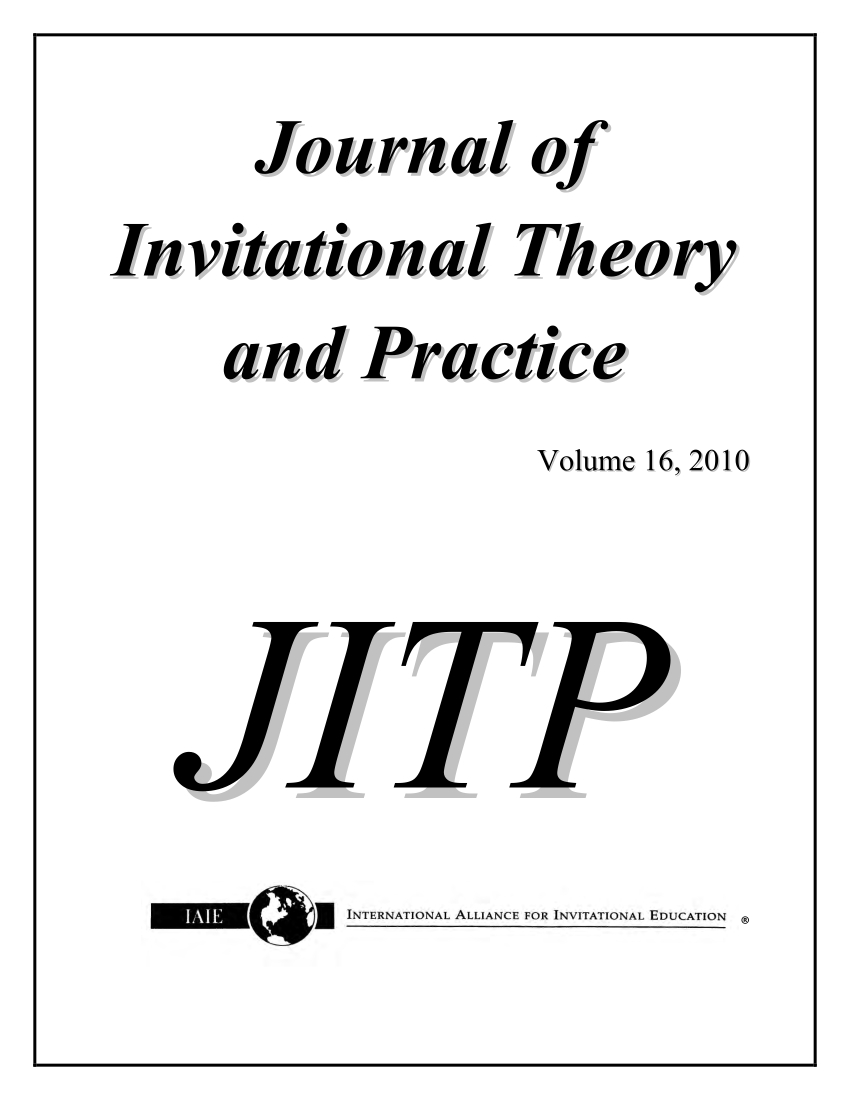 Journal of
Invitational Theory
and Practice
Volume 16, 2010
JITP
IAIE INTERNATIONAL ALLIANCE FOR INVITATIONAL EDUCATION ®